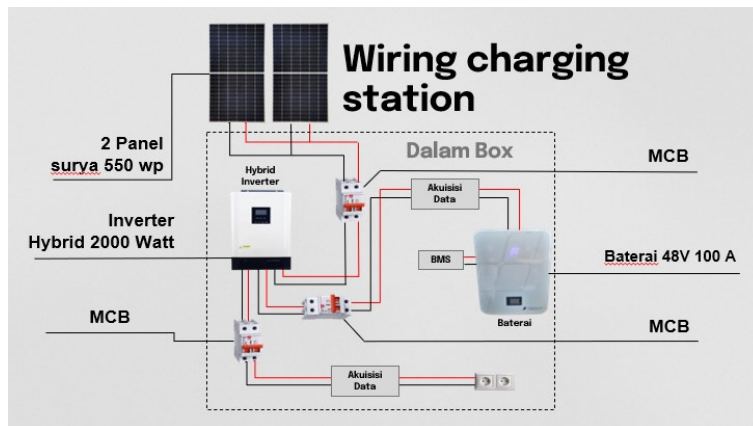 Wiring charging
station
2 Panel
surya 550 wp
Dalam Box
MCB
Hybrid
Inverter
Akuisisi
Data
Inverter
Hybrid 2000 Watt
BMS
Baterai 48V 100 A
Baterai
MCB
MCB
Akuisisi
Data